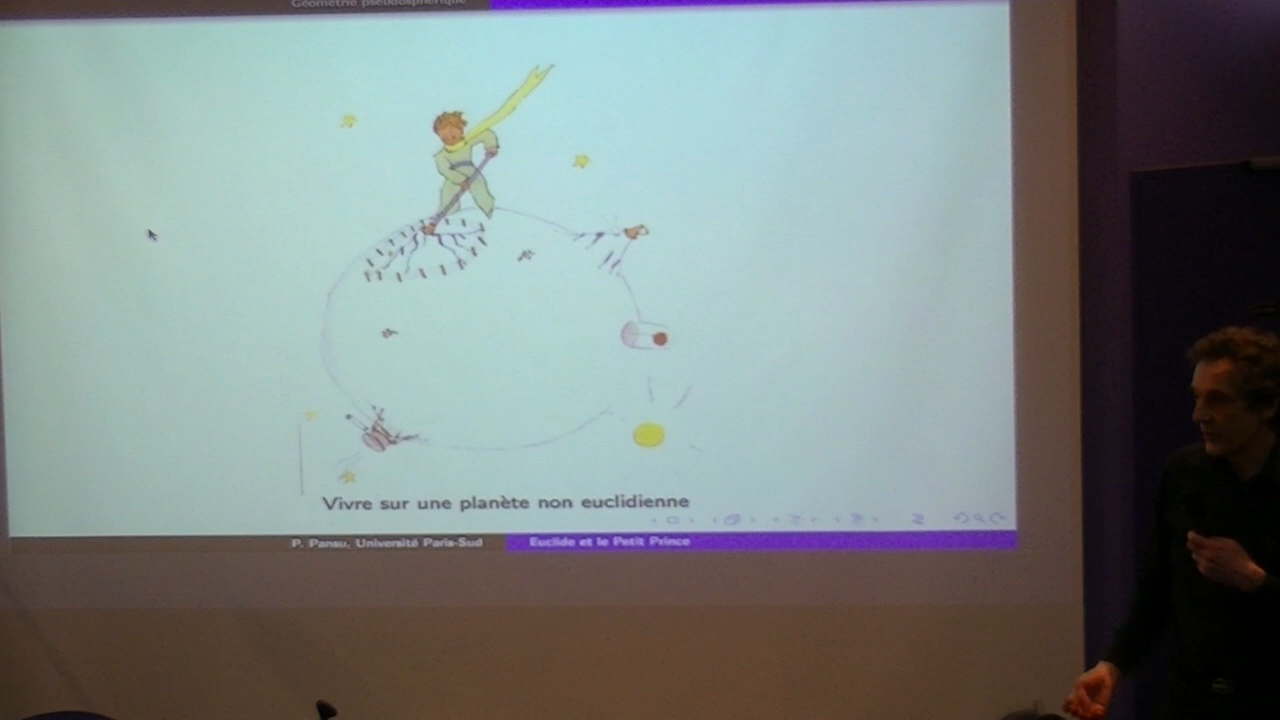 Géométrie pseudosphérique
Vivre sur une planète non euclidienne
P. Pansu, Université Paris-Sud
Euclide et le Petit Prince